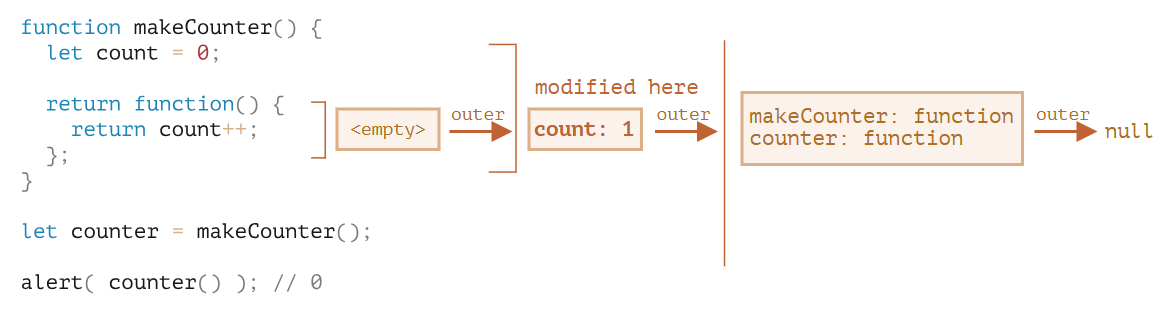 function makeCounter() {
let count = 0;
return function() {
return count++;
};
}
let counter = makeCounter();
alert( counter() ); // 0
<empty>
outer
modified here
count: 1
outer
makeCounter: function
counter: function
outer
null